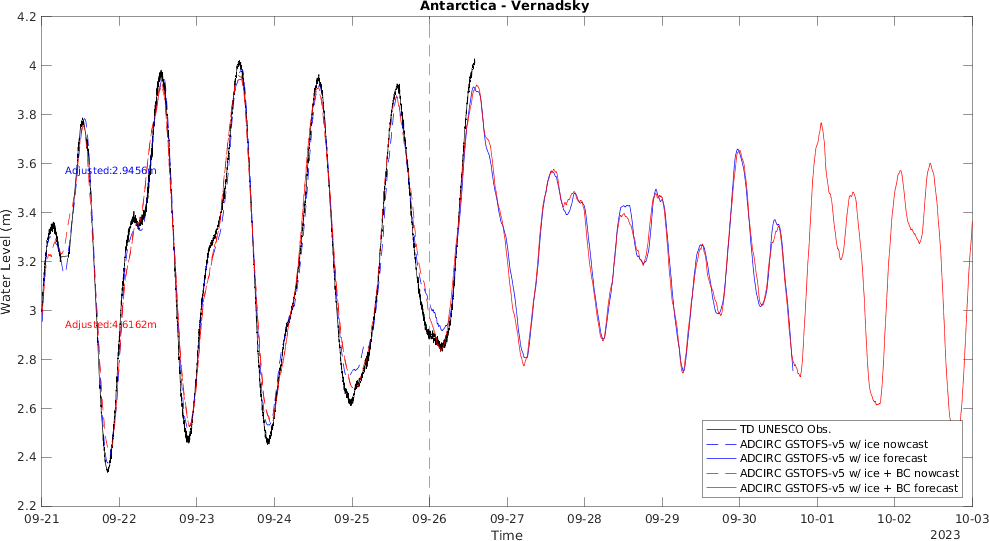 Antarctica - Vernadsky
4.2
4
3.8
3.6
3.4
3.2
3
2.8
2.6
2.4
2.2
Water Level (m)
Adjusted:2.9456m
Adjusted:4.6162m
TD UNESCO Obs.
ADCIRC GSTOFS-v5 w/ ice nowcast
ADCIRC GSTOFS-v5 w/ ice forecast
ADCIRC GSTOFS-v5 w/ ice + BC nowcast
ADCIRC GSTOFS-v5 w/ ice + BC forecast
09-21 09-22 09-23 09-24 09-25 09-26 09-27 09-28 09-29 09-30 10-01 10-02 10-03
Time
2023